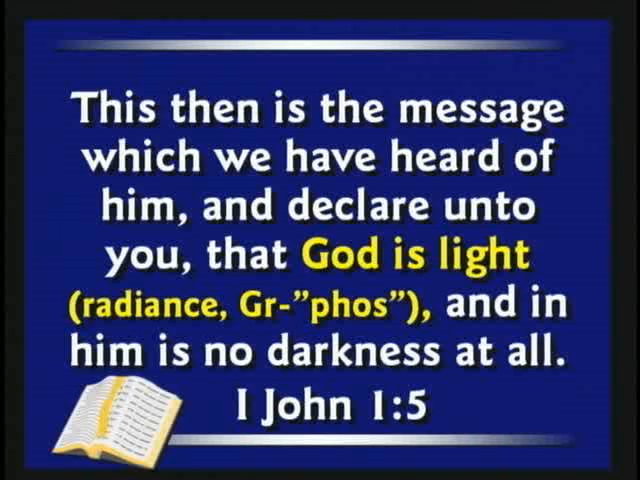 This then is the message
which we have heard of
him, and declare unto
you, that God is light
(radiance, Gr-”phos”), and in
him is no darkness at all.
I John 1:5